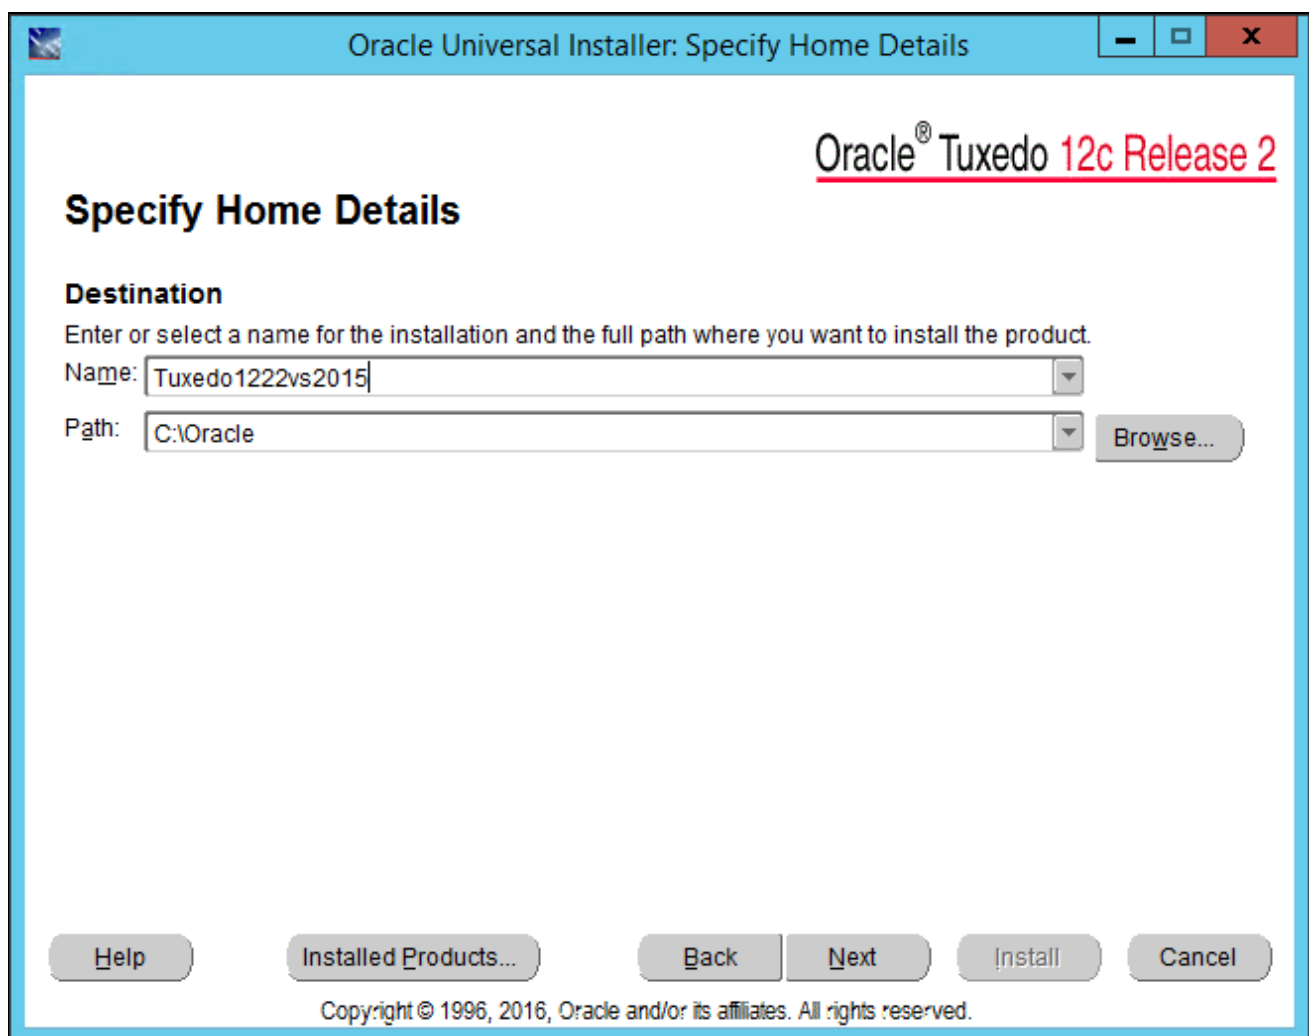 Oracle Universal Installer: Specify Home Details
Oracle® Tuxedo 12c Release 2
Specify Home Details
Destination
Enter or select a name for the installation and the full path where you want to install the product.
Name: Tuxedo1222vs2015
Path: C:\Oracle Browse...
Help Installed Products... Back Next Install Cancel
Copyright © 1996, 2016, Oracle and/or its affiliates. All rights reserved.